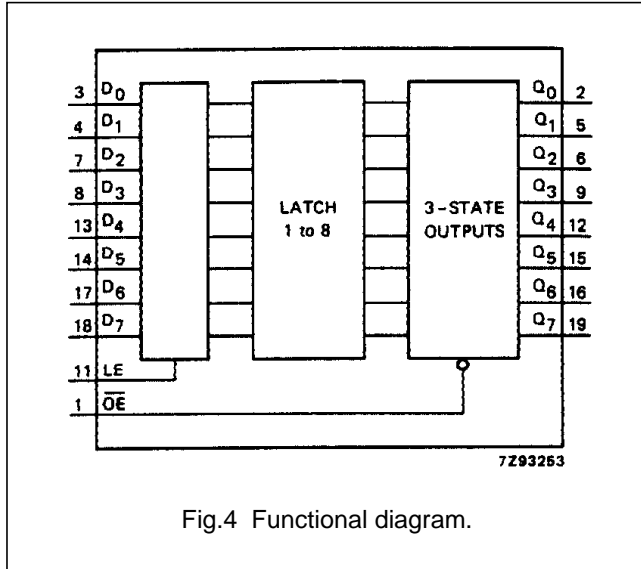 3 D0 Q0 2
4 D1 Q1 5
7 D2 Q2 6
8 D3 Q3 9
13 D4 LATCH 1 to 8 3-STATE OUTPUTS Q4 12
14 D5 Q5 15
17 D6 Q6 16
18 D7 Q7 19
11 LE
1 O̅E̅
7Z93253
Fig.4 Functional diagram.